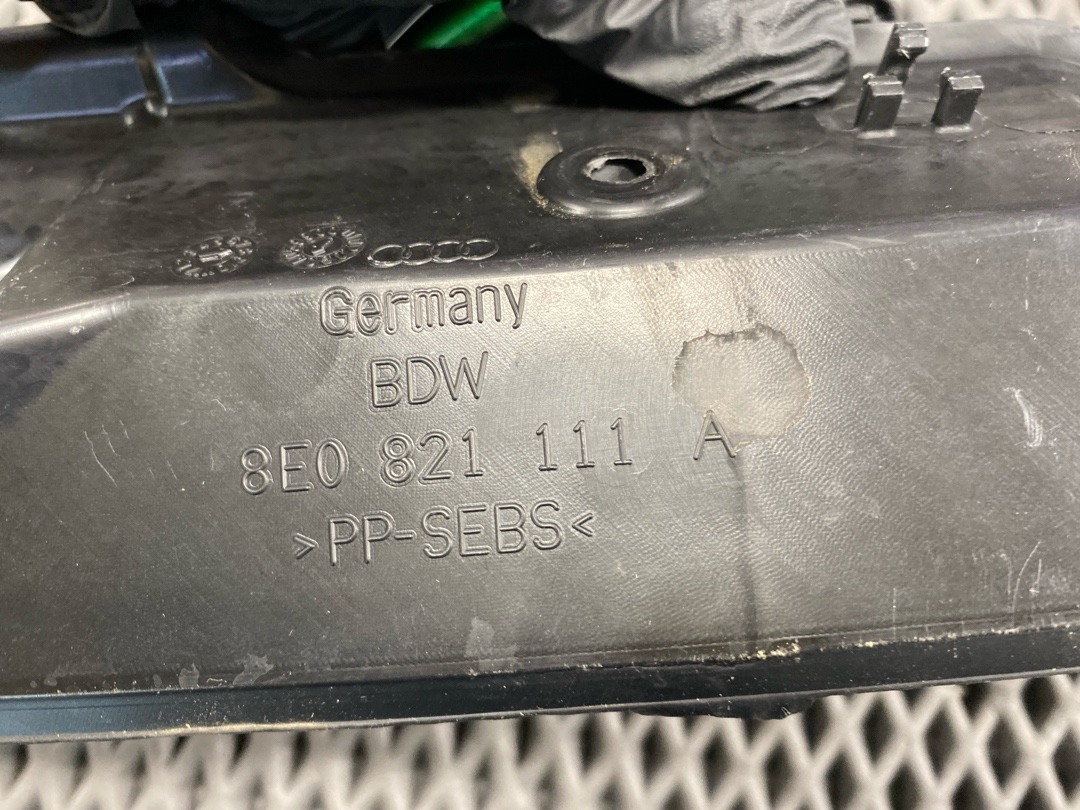 Germany
BDW
8E0 821 111 A
>PP-SEBS<